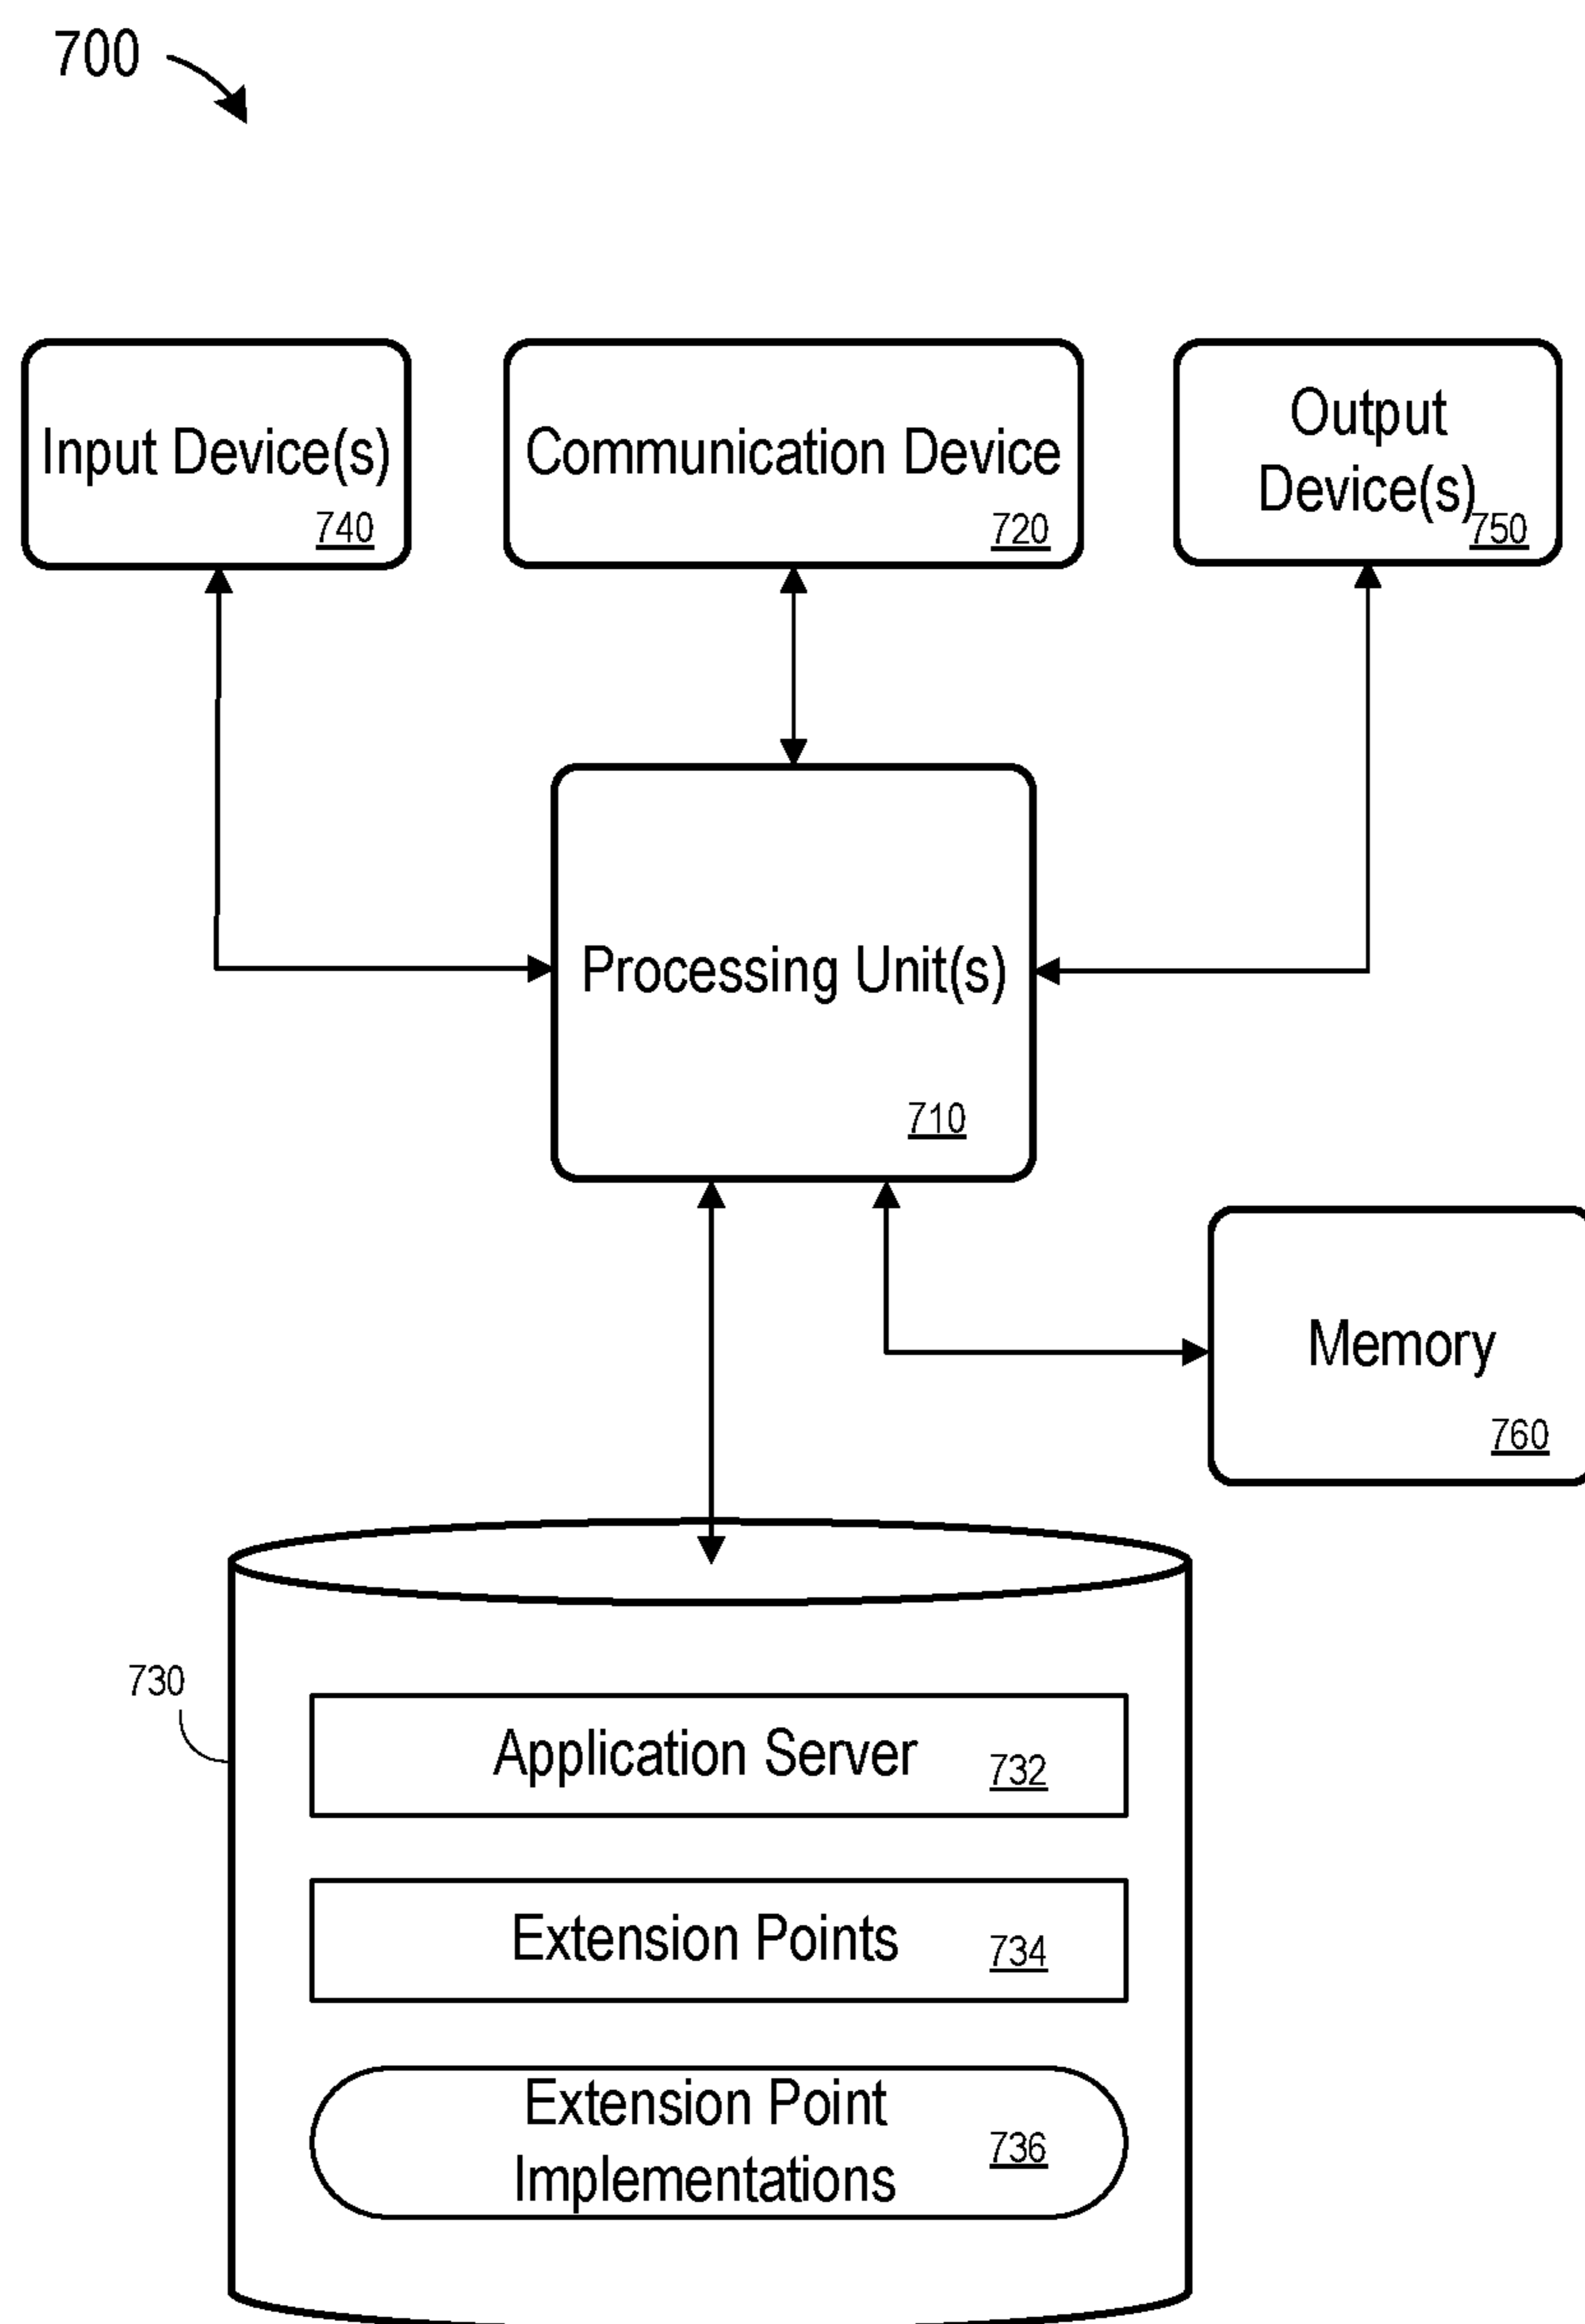 700
Input Device(s)
740
Communication Device
720
Output
Device(s)
750
Processing Unit(s)
710
Memory
760
730
Application Server
732
Extension Points
734
Extension Point
Implementations
736